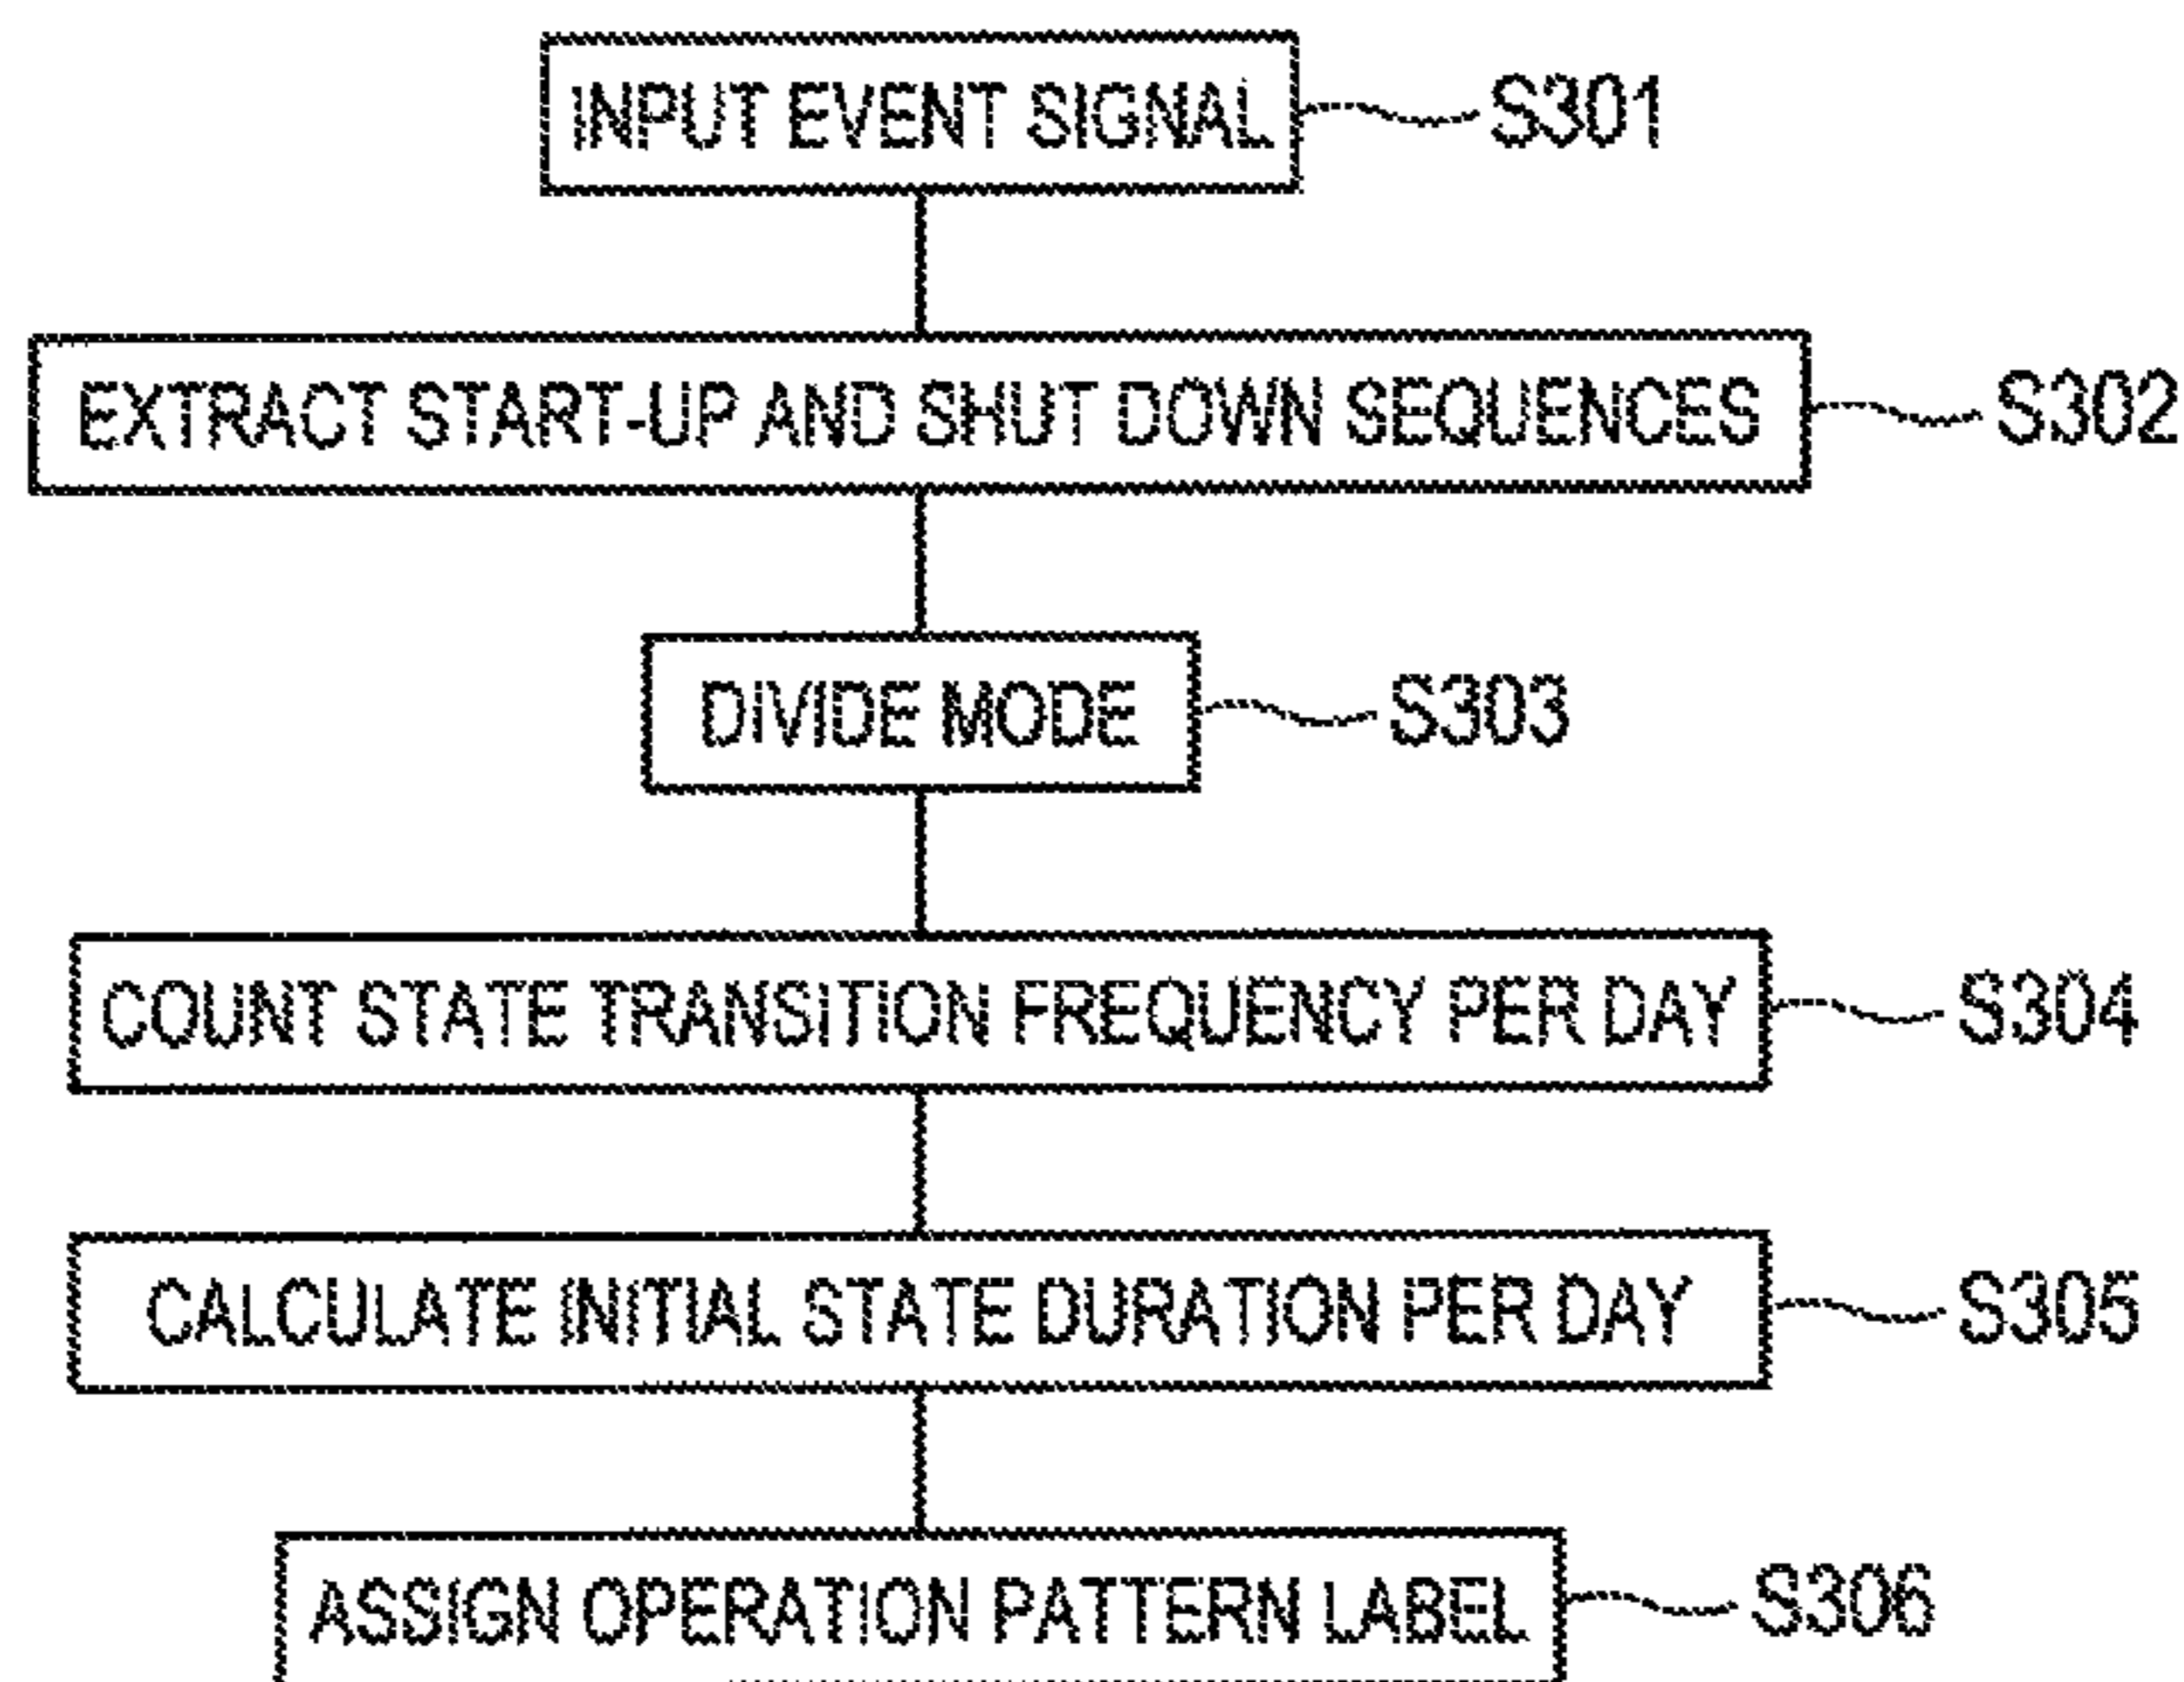 INPUT EVENT SIGNAL S301
EXTRACT START-UP AND SHUT DOWN SEQUENCES S302
DIVIDE MODE S303
COUNT STATE TRANSITION FREQUENCY PER DAY S304
CALCULATE INITIAL STATE DURATION PER DAY S305
ASSIGN OPERATION PATTERN LABEL S306